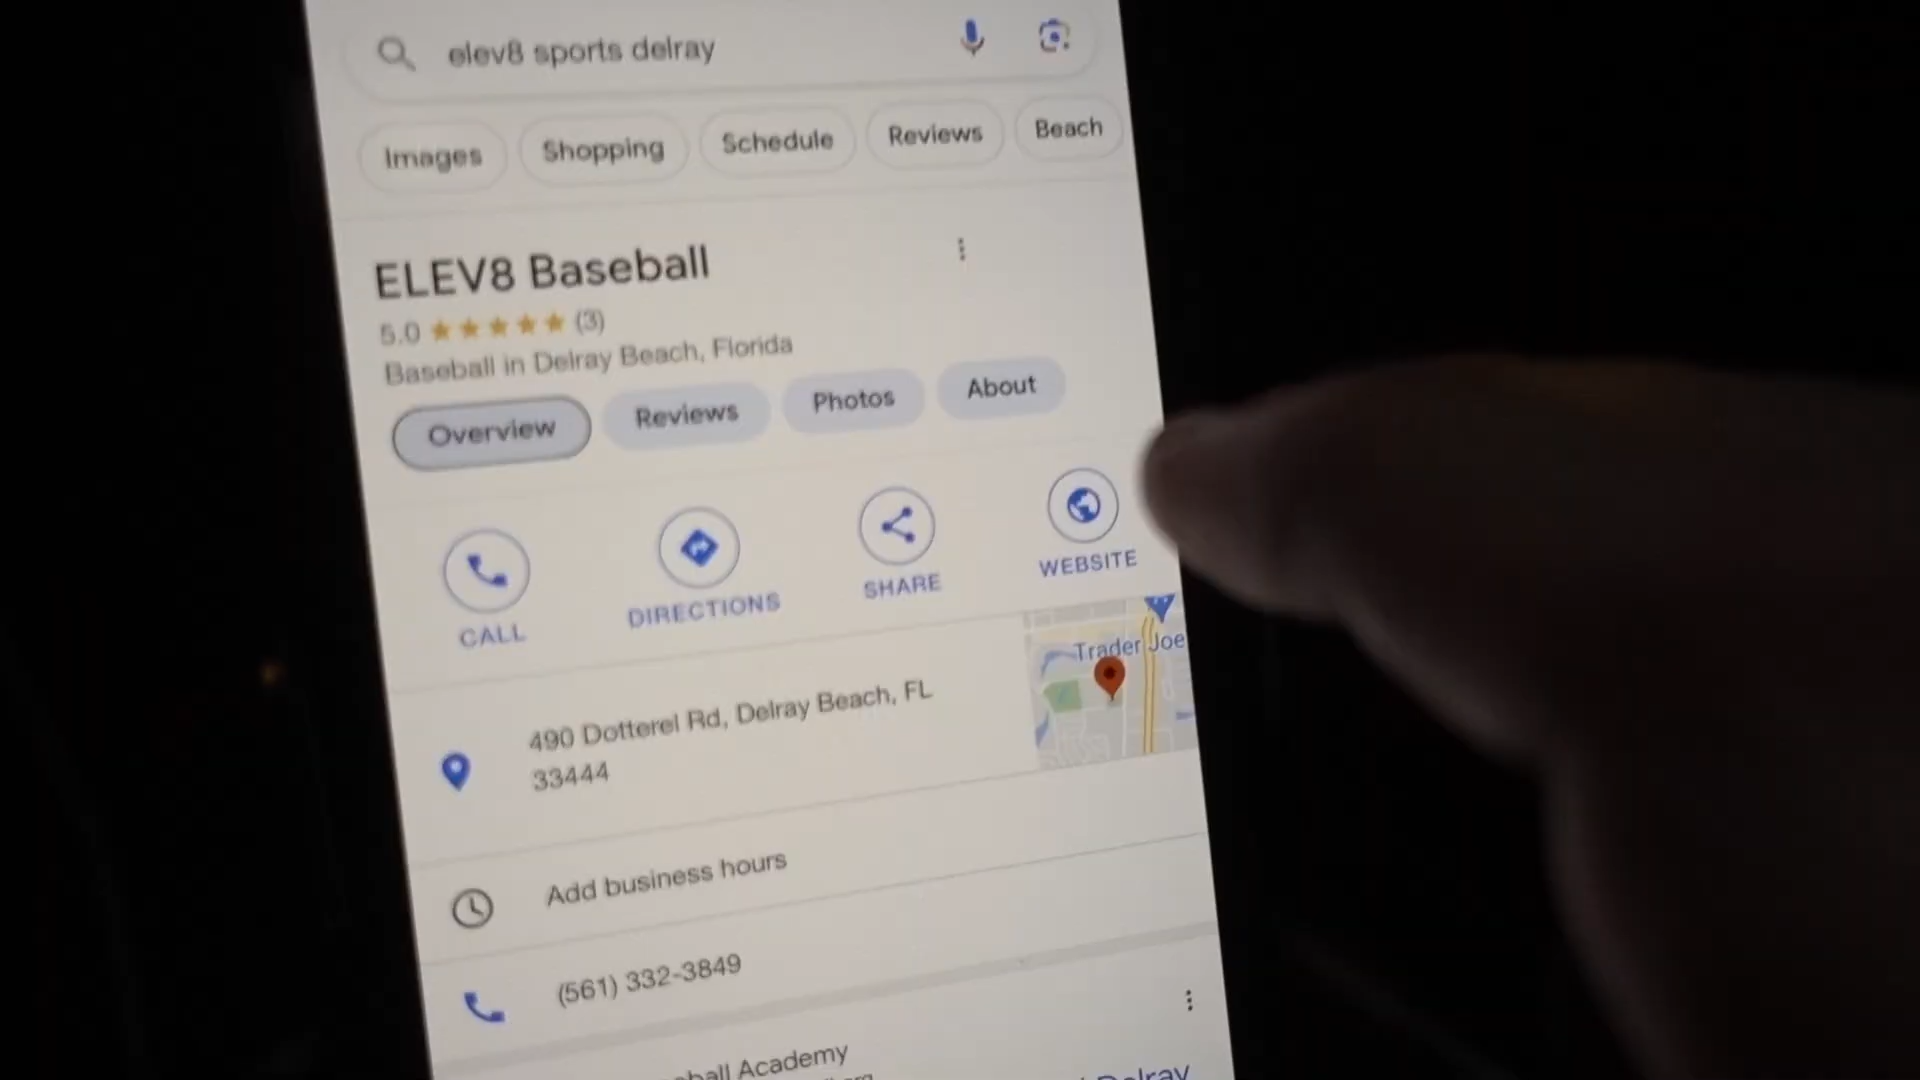 elev8 sports delray
Images Shopping Schedule Reviews Beach
ELEV8 Baseball
5.0 (3)
Baseball in Delray Beach, Florida
Overview Reviews Photos About
CALL DIRECTIONS SHARE WEBSITE
Trader Joe
490 Dotterel Rd, Delray Beach, FL
33444
Add business hours
(561) 332-3849
Academy
Delray